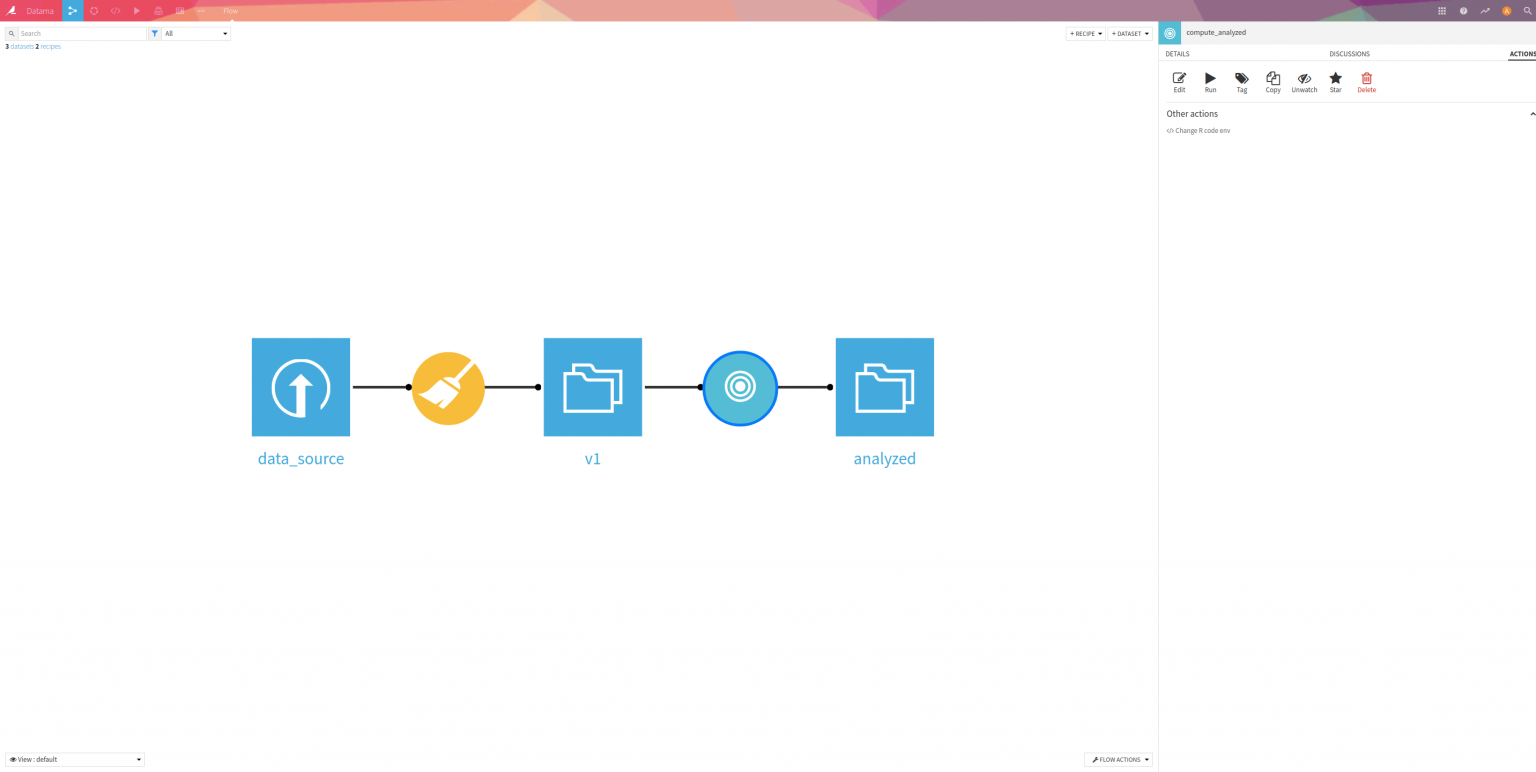 Datama
Flow
Search
All
+ RECIPE
+ DATASET
3 datasets 2 recipes
compute_analyzed
DETAILS
DISCUSSIONS
ACTIONS
Edit
Run
Tag
Copy
Unwatch
Star
Delete
Other actions
</> Change R code env
data_source
v1
analyzed
View : default
FLOW ACTIONS